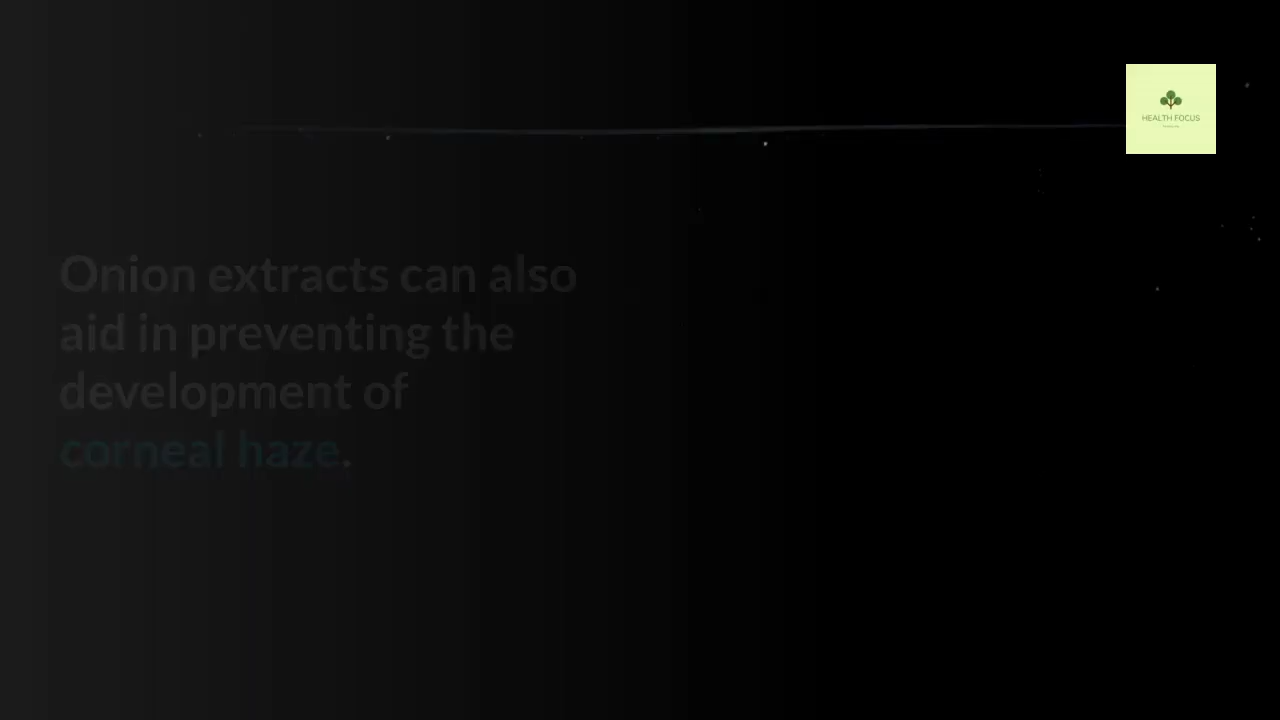 HEALTH FOCUS
Onion extracts can also
aid in preventing the
development of
corneal haze.